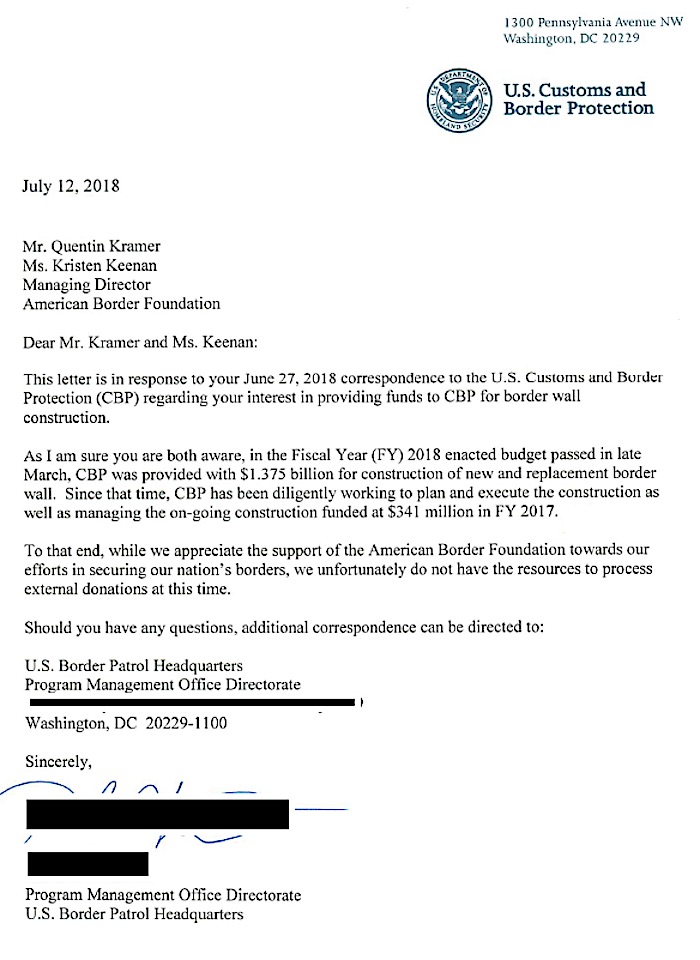 1300 Pennsylvania Avenue NW
Washington, DC 20229
U.S. DEPARTMENT OF
HOMELAND SECURITY
U.S. Customs and
Border Protection
July 12, 2018
Mr. Quentin Kramer
Ms. Kristen Keenan
Managing Director
American Border Foundation
Dear Mr. Kramer and Ms. Keenan:
This letter is in response to your June 27, 2018 correspondence to the U.S. Customs and Border
Protection (CBP) regarding your interest in providing funds to CBP for border wall
construction.
As I am sure you are both aware, in the Fiscal Year (FY) 2018 enacted budget passed in late
March, CBP was provided with $1.375 billion for construction of new and replacement border
wall.  Since that time, CBP has been diligently working to plan and execute the construction as
well as managing the on-going construction funded at $341 million in FY 2017.
To that end, while we appreciate the support of the American Border Foundation towards our
efforts in securing our nation's borders, we unfortunately do not have the resources to process
external donations at this time.
Should you have any questions, additional correspondence can be directed to:
U.S. Border Patrol Headquarters
Program Management Office Directorate
Washington, DC  20229-1100
Sincerely,
Program Management Office Directorate
U.S. Border Patrol Headquarters